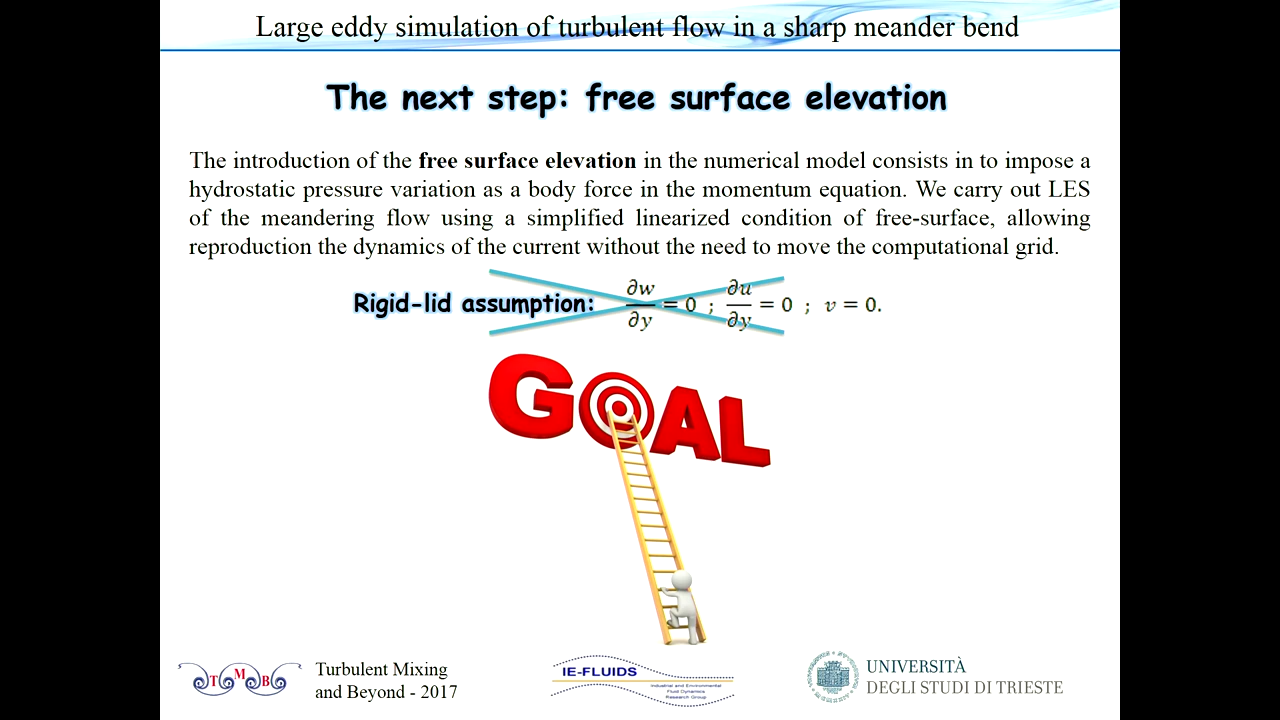 Large eddy simulation of turbulent flow in a sharp meander bend
The next step: free surface elevation
The introduction of the free surface elevation in the numerical model consists in to impose a
hydrostatic pressure variation as a body force in the momentum equation. We carry out LES
of the meandering flow using a simplified linearized condition of free-surface, allowing
reproduction the dynamics of the current without the need to move the computational grid.
Rigid-lid assumption: ∂w/∂y = 0 ; ∂u/∂y = 0 ; v = 0.
GOAL
TMB
Turbulent Mixing
and Beyond - 2017
IE-FLUIDS
Industrial and Environmental
Fluid Dynamics
Research Group
UNIVERSITÀ
DEGLI STUDI DI TRIESTE